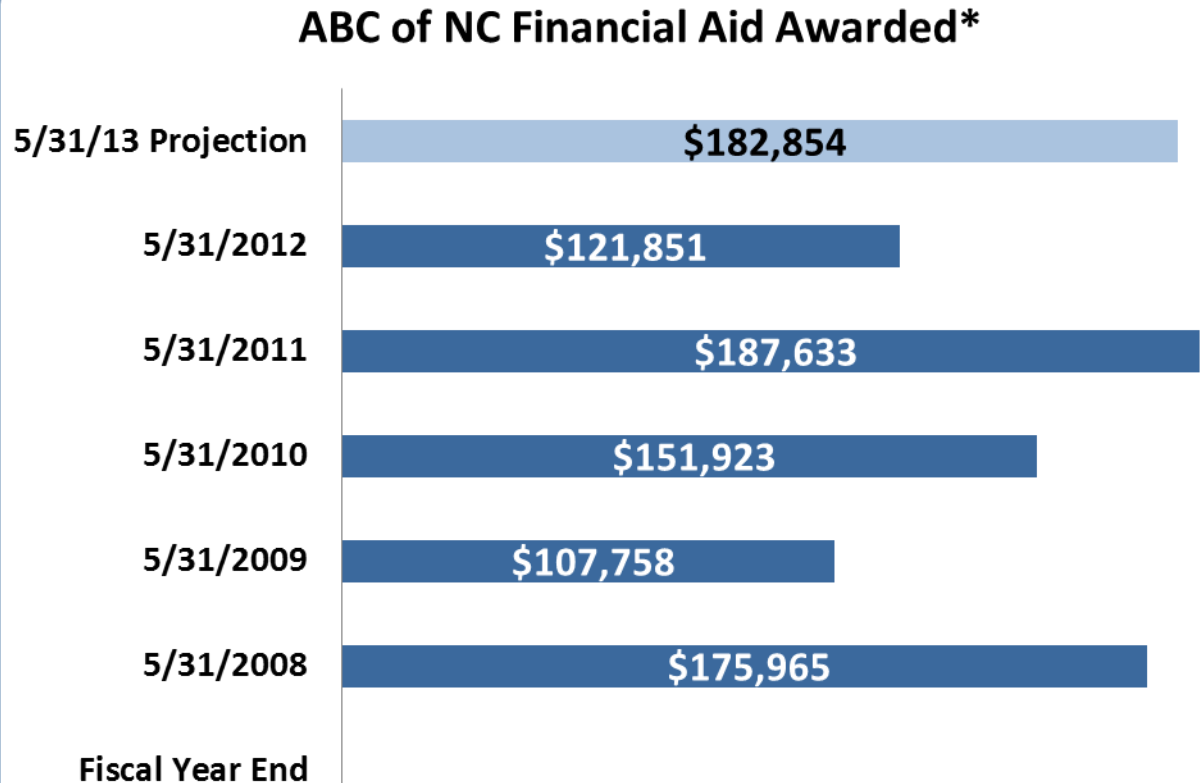 ABC of NC Financial Aid Awarded*
5/31/13 Projection $182,854
5/31/2012 $121,851
5/31/2011 $187,633
5/31/2010 $151,923
5/31/2009 $107,758
5/31/2008 $175,965
Fiscal Year End